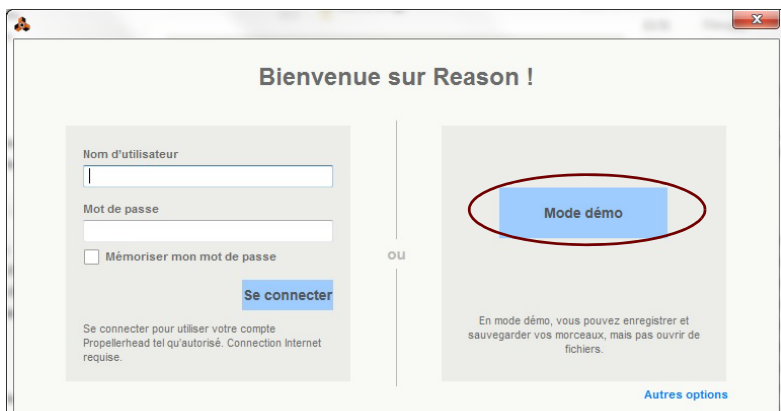 Bienvenue sur Reason !
Nom d'utilisateur
Mot de passe
Mémoriser mon mot de passe
Se connecter
Se connecter pour utiliser votre compte
Propellerhead tel qu'autorisé. Connection Internet
requise.
ou
Mode démo
En mode démo, vous pouvez enregistrer et
sauvegarder vos morceaux, mais pas ouvrir de
fichiers.
Autres options